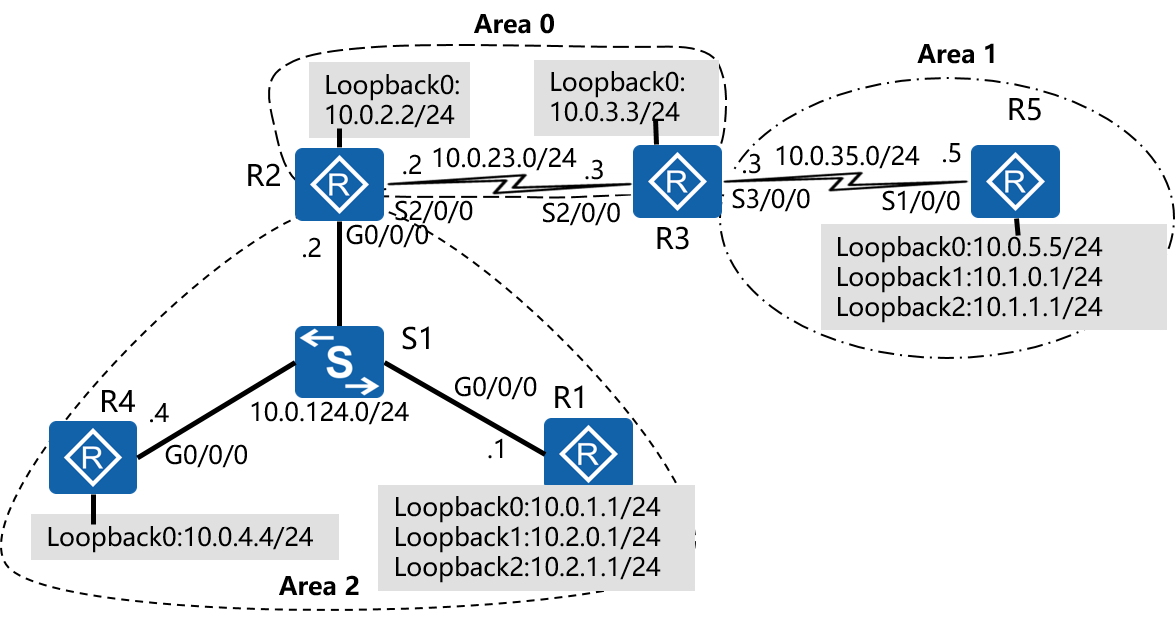 Area 0
Area 1
Loopback0:
10.0.2.2/24
Loopback0:
10.0.3.3/24
R5
R2
R
.2
10.0.23.0/24
.3
R
.3
10.0.35.0/24
.5
R
S2/0/0
S2/0/0
S3/0/0
S1/0/0
G0/0/0
R3
.2
Loopback0:10.0.5.5/24
Loopback1:10.1.0.1/24
Loopback2:10.1.1.1/24
S
S1
G0/0/0
R1
R4
.4
10.0.124.0/24
R
G0/0/0
.1
R
Loopback0:10.0.4.4/24
Loopback0:10.0.1.1/24
Loopback1:10.2.0.1/24
Loopback2:10.2.1.1/24
Area 2